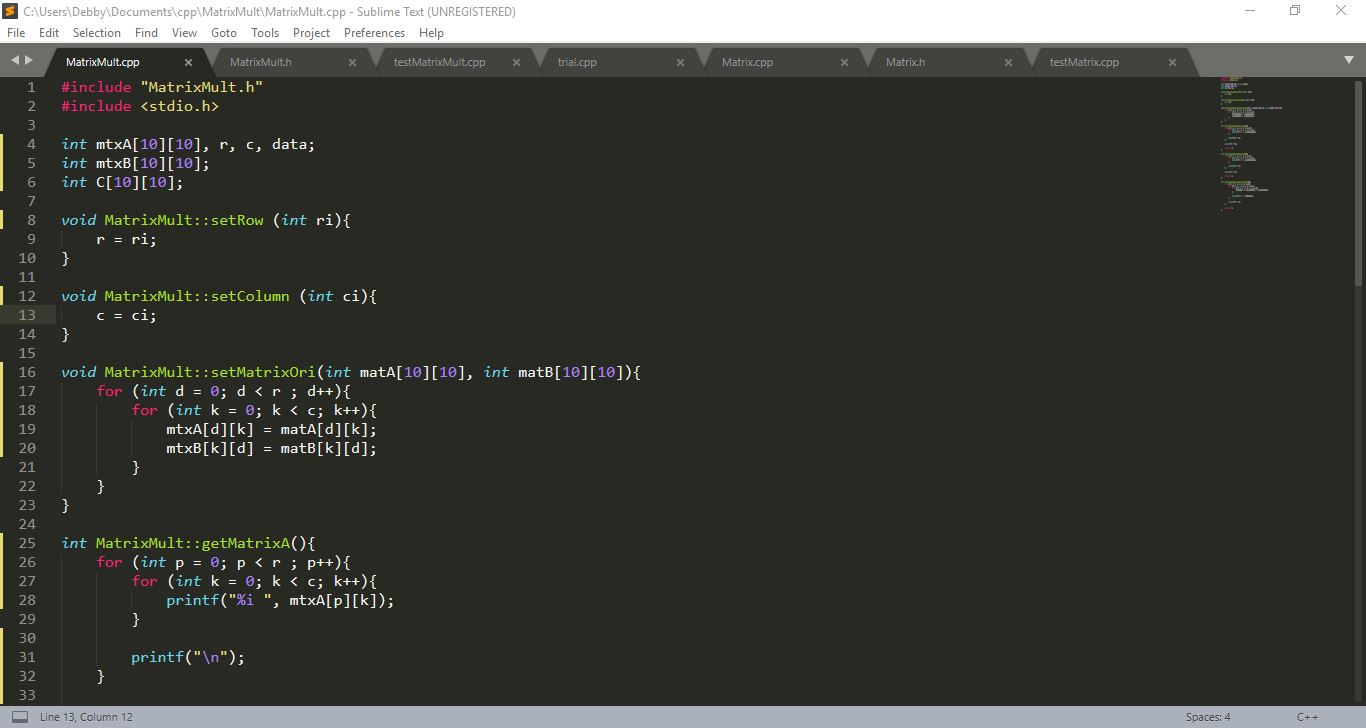 C:\Users\Debby\Documents\cpp\MatrixMult\MatrixMult.cpp - Sublime Text (UNREGISTERED)
File Edit Selection Find View Goto Tools Project Preferences Help
MatrixMult.cpp MatrixMult.h testMatrixMult.cpp trial.cpp Matrix.cpp Matrix.h testMatrix.cpp
1 #include "MatrixMult.h"
2 #include <stdio.h>
3
4 int mtxA[10][10], r, c, data;
5 int mtxB[10][10];
6 int C[10][10];
7
8 void MatrixMult::setRow (int ri){
9     r = ri;
10 }
11
12 void MatrixMult::setColumn (int ci){
13     c = ci;
14 }
15
16 void MatrixMult::setMatrixOri(int matA[10][10], int matB[10][10]){
17     for (int d = 0; d < r ; d++){
18         for (int k = 0; k < c; k++){
19             mtxA[d][k] = matA[d][k];
20             mtxB[k][d] = matB[k][d];
21         }
22     }
23 }
24
25 int MatrixMult::getMatrixA(){
26     for (int p = 0; p < r ; p++){
27         for (int k = 0; k < c; k++){
28             printf("%i ", mtxA[p][k]);
29         }
30
31         printf("\n");
32     }
33
Line 13, Column 12 Spaces: 4 C++